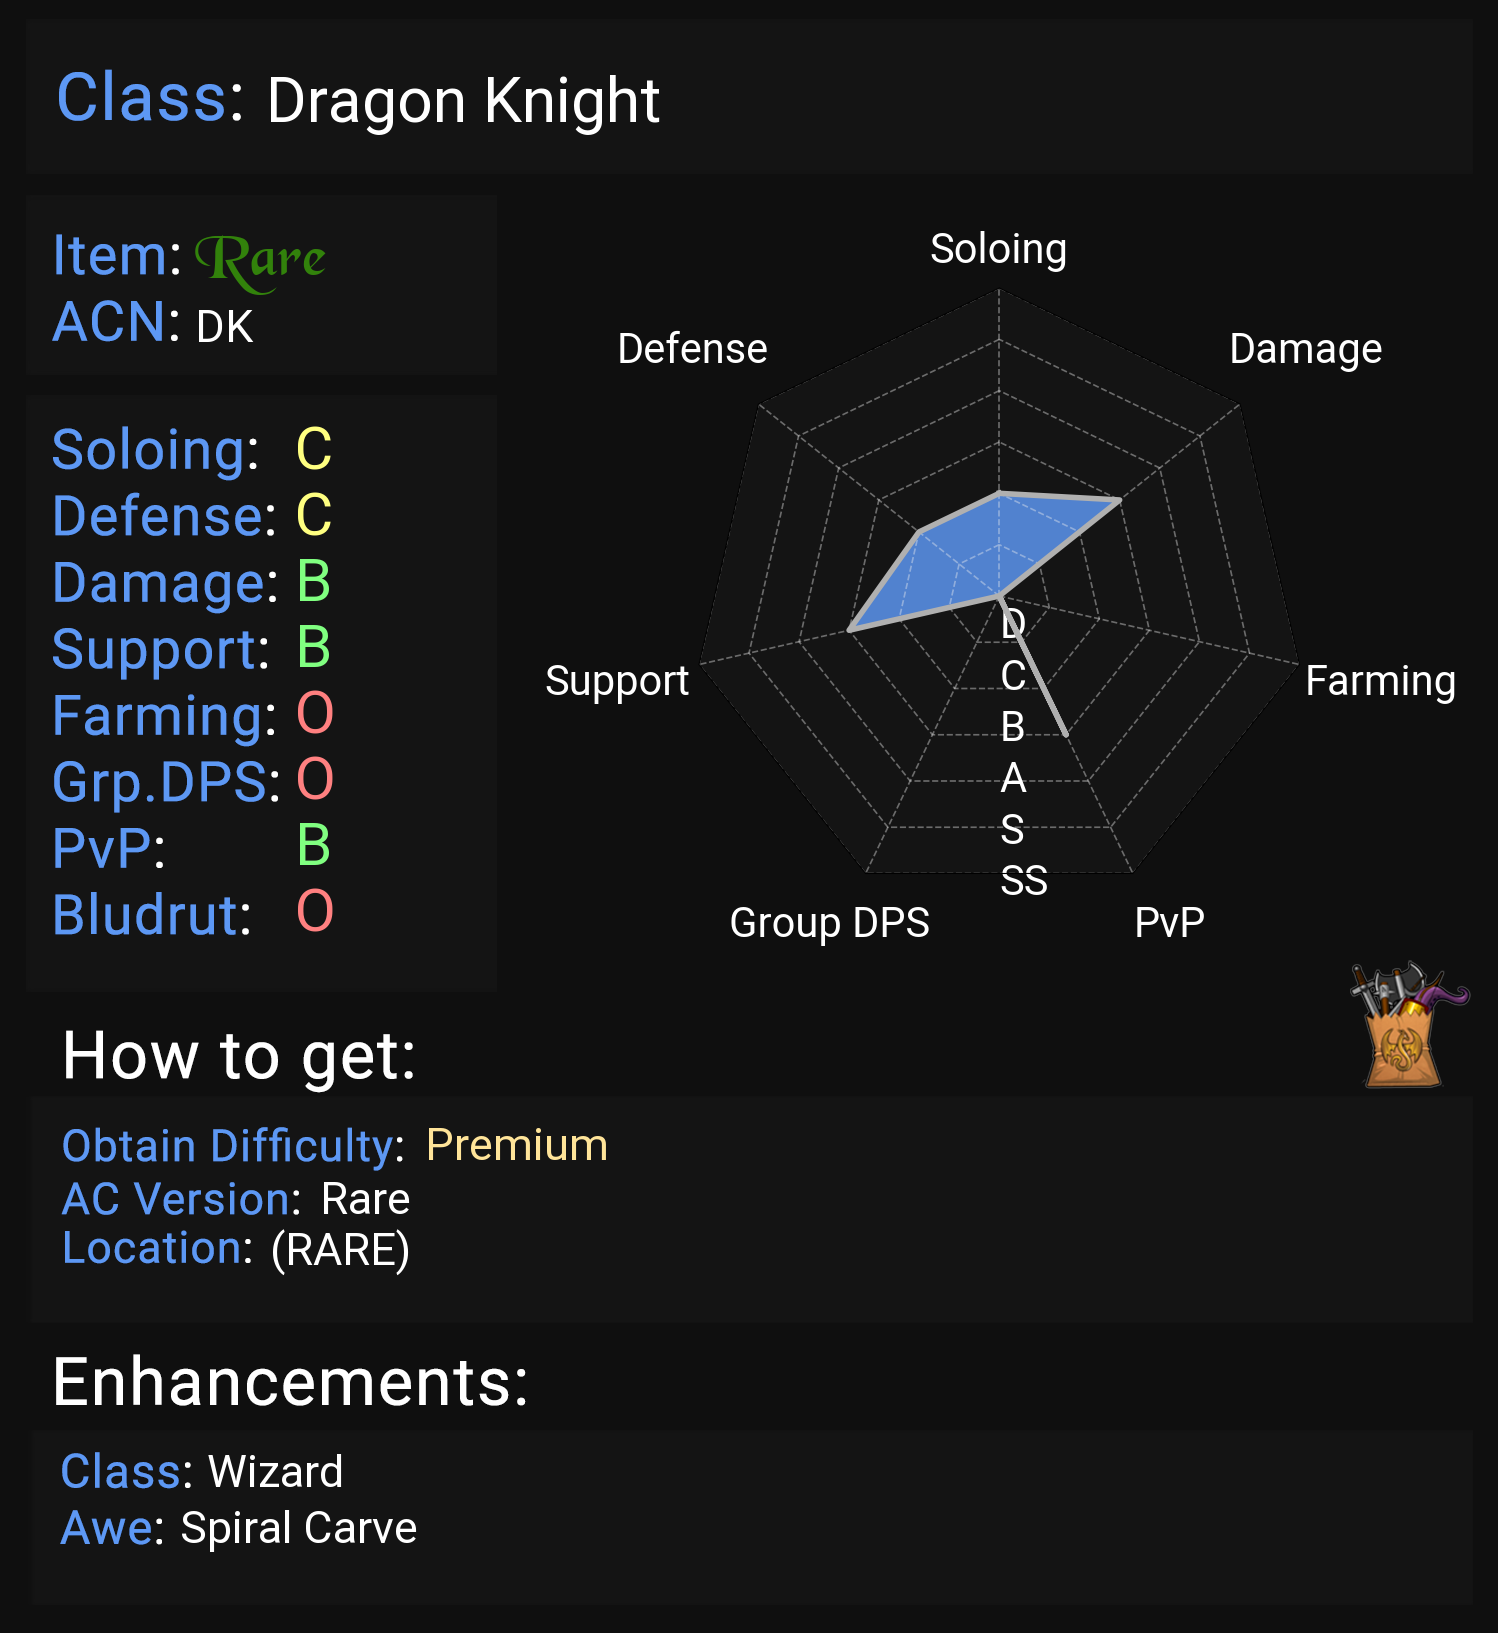 Class: Dragon Knight
Item: Rare
ACN: DK
Soloing: C
Defense: C
Damage: B
Support: B
Farming: O
Grp.DPS: O
PvP: B
Bludrut: O
Soloing
Defense
Damage
Support
Farming
D
C
B
A
S
SS
Group DPS
PvP
How to get:
Obtain Difficulty: Premium
AC Version: Rare
Location: (RARE)
Enhancements:
Class: Wizard
Awe: Spiral Carve